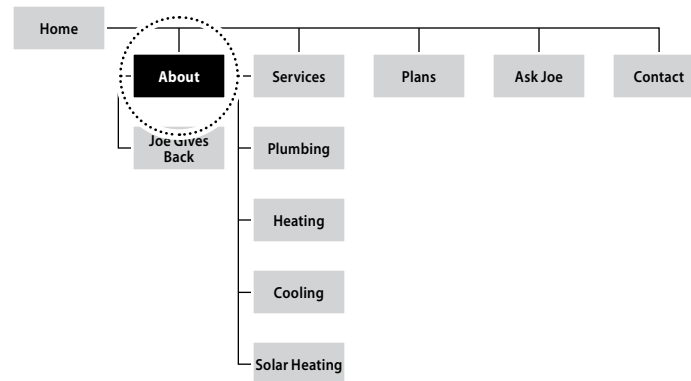 Home
About
Services
Plans
Ask Joe
Contact
Joe Gives
Back
Plumbing
Heating
Cooling
Solar Heating